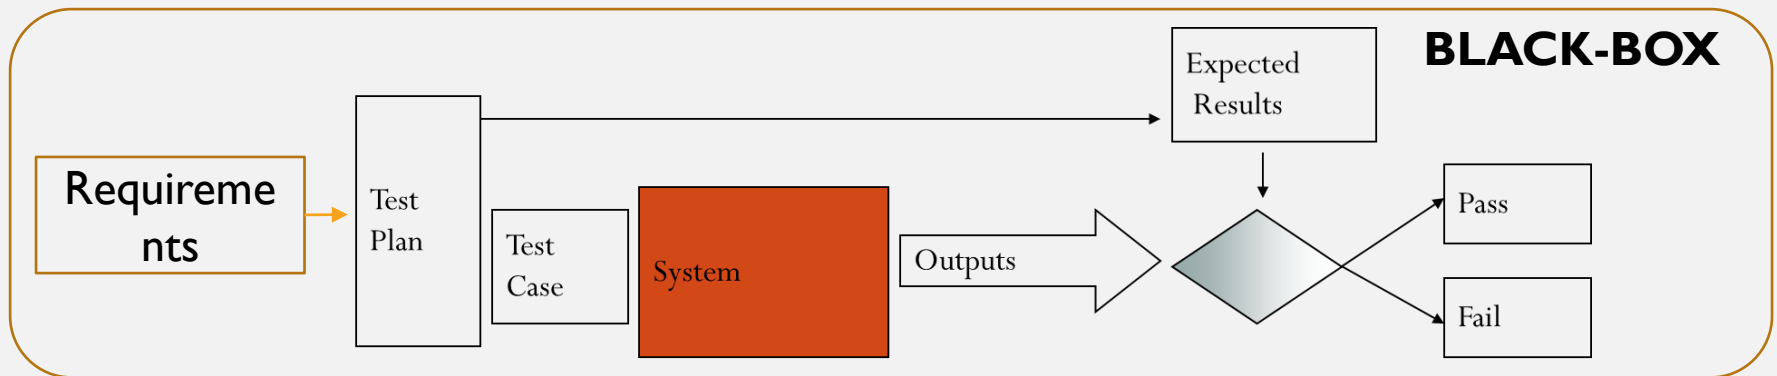 BLACK-BOX
Requireme
nts
Test
Plan
Test
Case
System
Outputs
Expected
Results
Pass
Fail